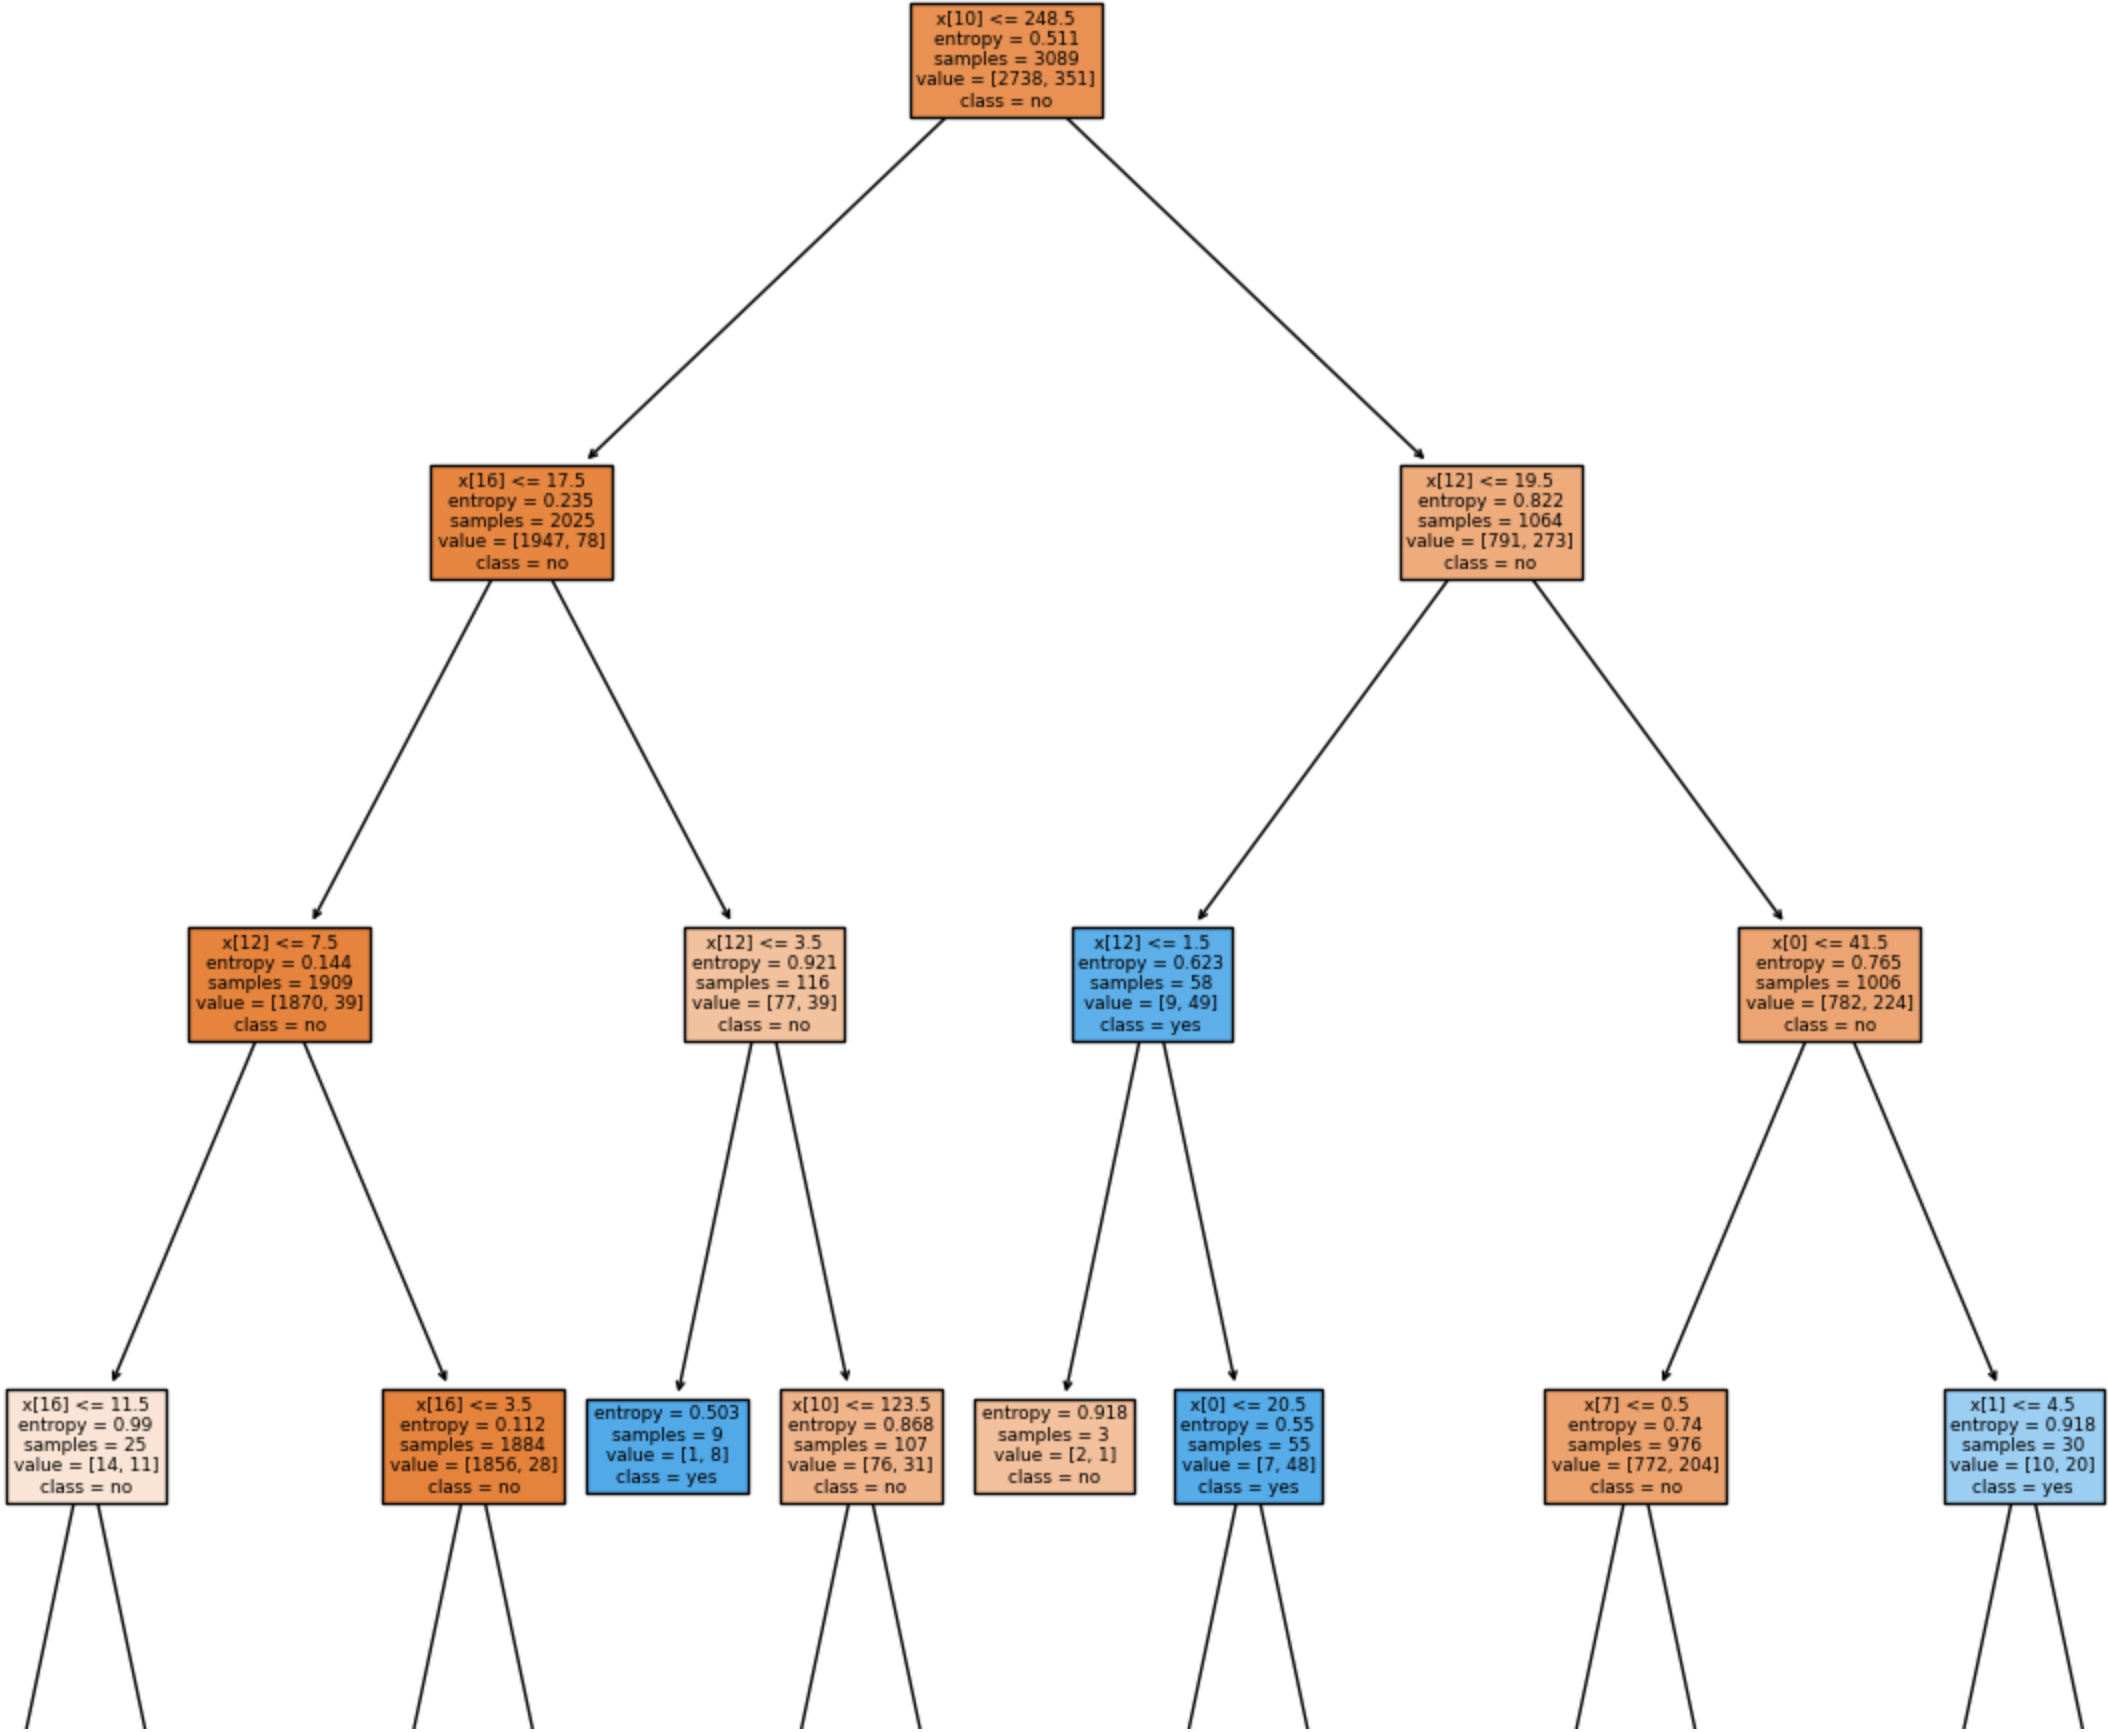 x[10] <= 248.5
entropy = 0.511
samples = 3089
value = [2738, 351]
class = no
x[16] <= 17.5
entropy = 0.235
samples = 2025
value = [1947, 78]
class = no
x[12] <= 19.5
entropy = 0.822
samples = 1064
value = [791, 273]
class = no
x[12] <= 7.5
entropy = 0.144
samples = 1909
value = [1870, 39]
class = no
x[12] <= 3.5
entropy = 0.921
samples = 116
value = [77, 39]
class = no
x[12] <= 1.5
entropy = 0.623
samples = 58
value = [9, 49]
class = yes
x[0] <= 41.5
entropy = 0.765
samples = 1006
value = [782, 224]
class = no
x[16] <= 11.5
entropy = 0.99
samples = 25
value = [14, 11]
class = no
x[16] <= 3.5
entropy = 0.112
samples = 1884
value = [1856, 28]
class = no
entropy = 0.503
samples = 9
value = [1, 8]
class = yes
x[10] <= 123.5
entropy = 0.868
samples = 107
value = [76, 31]
class = no
entropy = 0.918
samples = 3
value = [2, 1]
class = no
x[0] <= 20.5
entropy = 0.55
samples = 55
value = [7, 48]
class = yes
x[7] <= 0.5
entropy = 0.74
samples = 976
value = [772, 204]
class = no
x[1] <= 4.5
entropy = 0.918
samples = 30
value = [10, 20]
class = yes